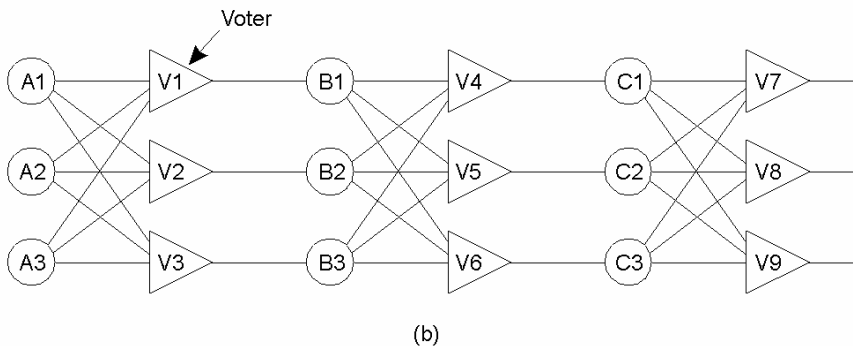 Voter
A1 V1 B1 V4 C1 V7
A2 V2 B2 V5 C2 V8
A3 V3 B3 V6 C3 V9
(b)